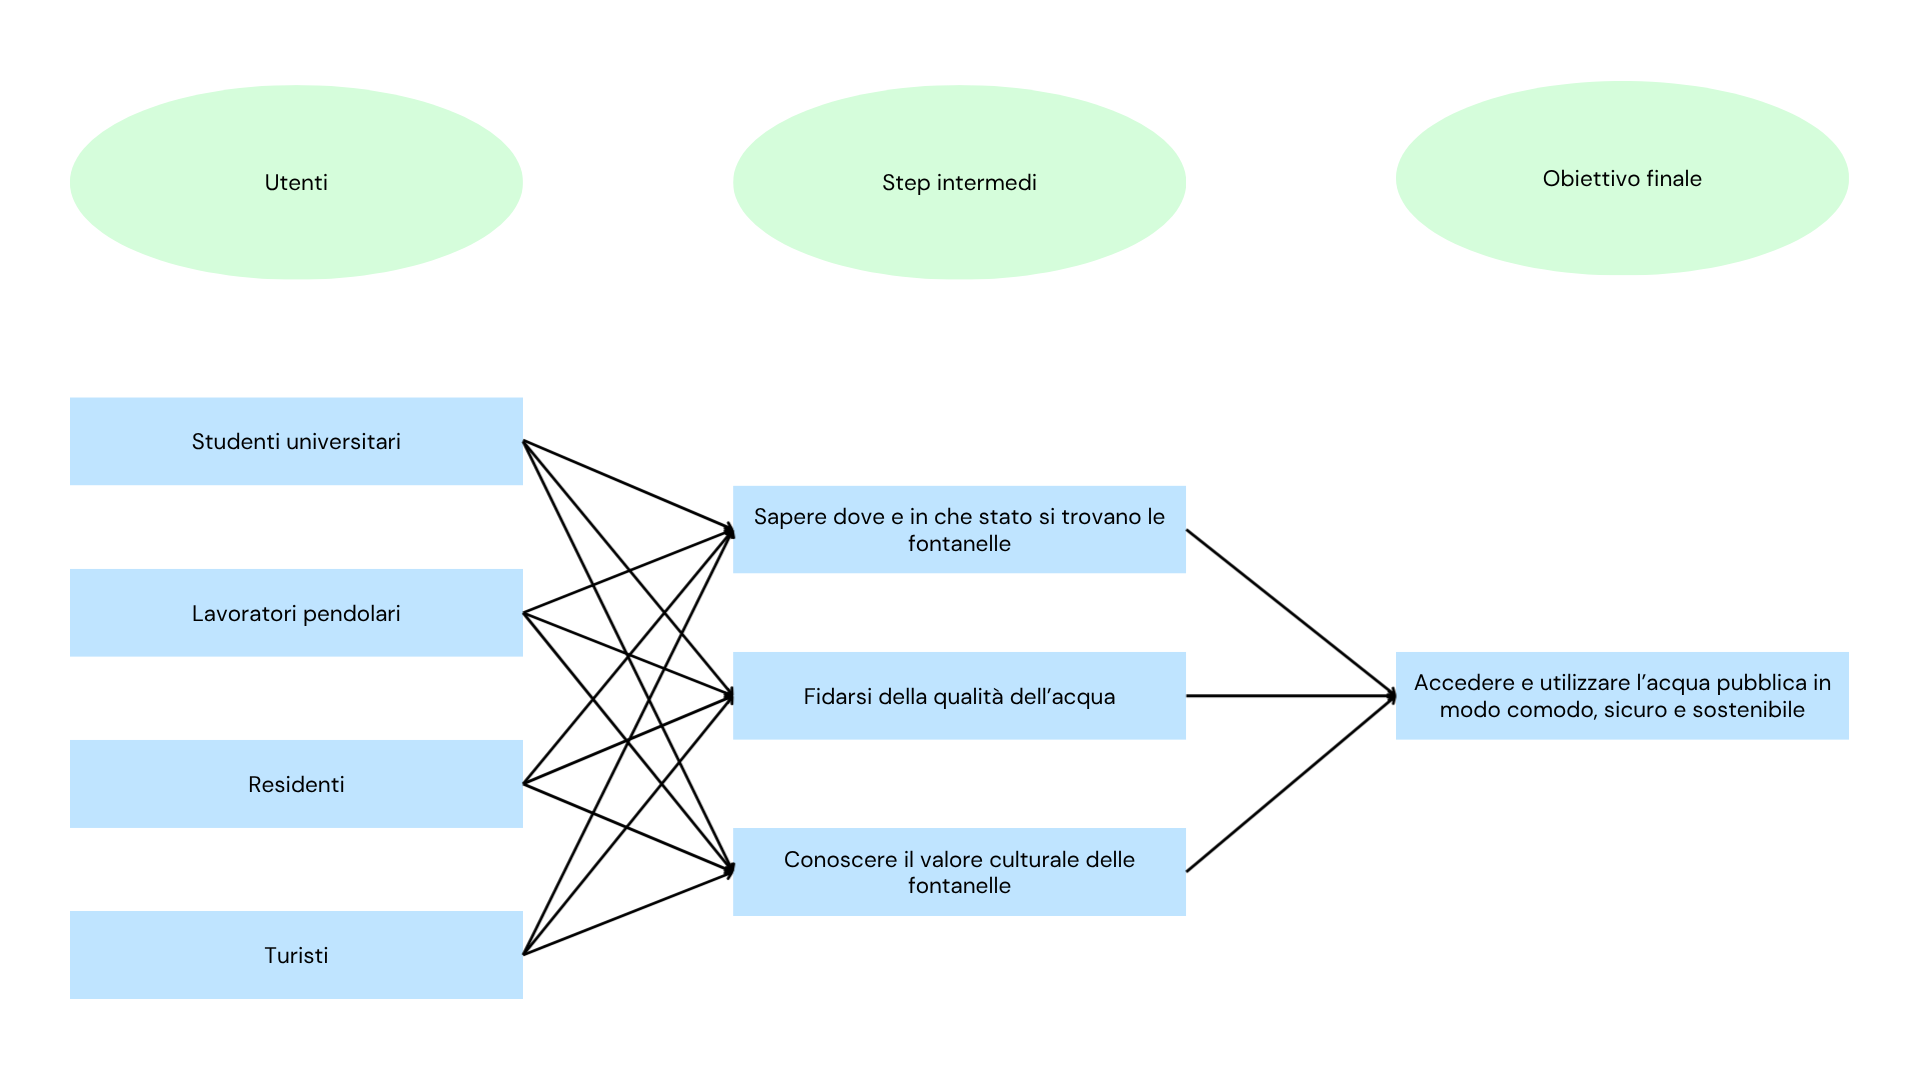 Utenti
Step intermedi
Obiettivo finale
Studenti universitari
Lavoratori pendolari
Residenti
Turisti
Sapere dove e in che stato si trovano le
fontanelle
Fidarsi della qualità dell’acqua
Conoscere il valore culturale delle
fontanelle
Accedere e utilizzare l’acqua pubblica in
modo comodo, sicuro e sostenibile